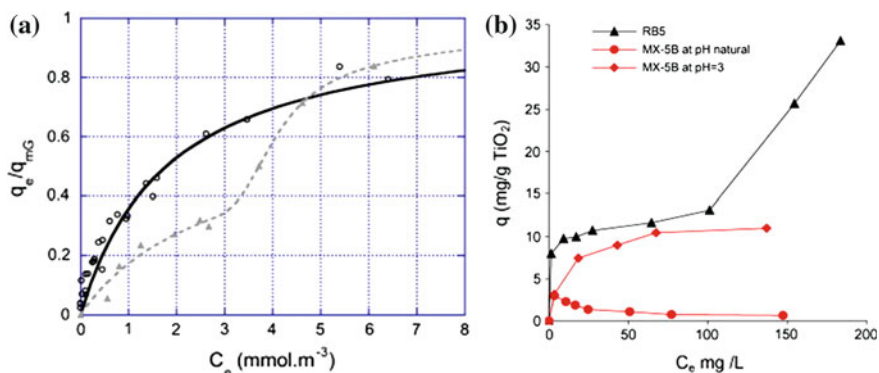 (a)
q_e/q_mG
1
0.8
0.6
0.4
0.2
0
0 1 2 3 4 5 6 7 8
(mmol.m⁻³)
(b)
RB5
MX-5B at pH natural
MX-5B at pH=3
q (mg/g TiO₂)
40
35
30
25
20
15
10
5
0
0 50 100 150 200
Cₑ mg /L